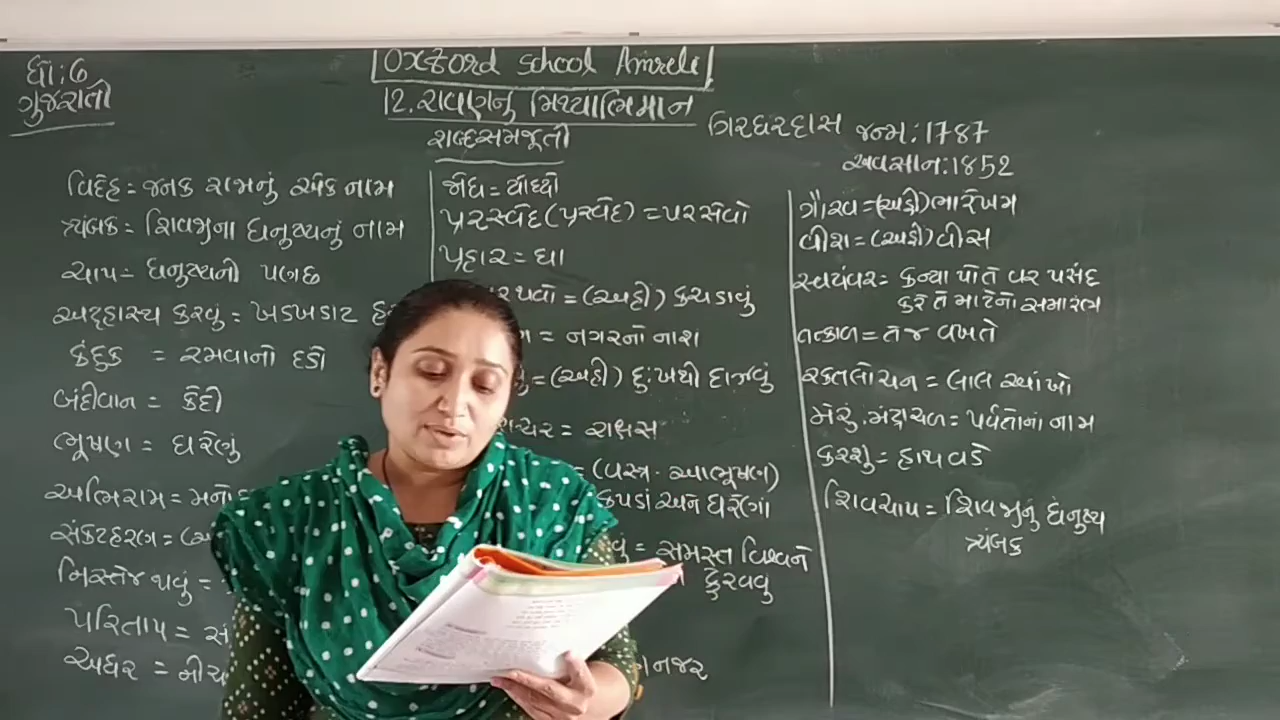 ધો:6
ગુજરાતી
Oxford School Amreli
12. રાવણનું મિથ્યાભિમાન
શબ્દસમજૂતી
ગિરધરદાસ
જન્મ:1787
અવસાન:1852
વિદેહ = જનક રાજાનું એક નામ
ત્ર્યંબક = શિવજીના ધનુષ્યનું નામ
ચાપ = ધનુષ્યની પણછ
અટ્હાસ્ય કરવું = ખડખડાટ
કંદુક = રમવાનો દડો
બંદીવાન = કેદી
ભૂષણ = ઘરેણું
અભિરામ =
સંકટહરણ =
નિસ્તેજ થવું =
પરિતાપ =
અધર =
જોધ = યોધ્ધો
પ્રસ્વેદ (પ્રસ્વેદ) = પરસેવો
પ્રહાર = ઘા
થવો = (અહીં) કચડાવું
= નગરનો નાશ
= (અહીં) દુ:ખથી દાઝવું
= રાક્ષસ
= (વસ્ત્ર - આભૂષણ)
કપડાં અને ઘરેણાં
= સમસ્ત વિશ્વને
ફેરવવું
નજર
ગૌરવ = (અહીં) ભારેખમ
વીશ = (અહીં) વીસ
સ્વયંવર = કન્યા પોતે વર પસંદ
કરે તે માટેનો સમારંભ
તત્કાળ = તે જ વખતે
રક્તલોચન = લાલ આંખો
મેરું, મંદ્રાચળ = પર્વતોનાં નામ
કરશું = હાથ વડે
શિવચાપ = શિવજીનું ધનુષ્ય
ત્ર્યંબક